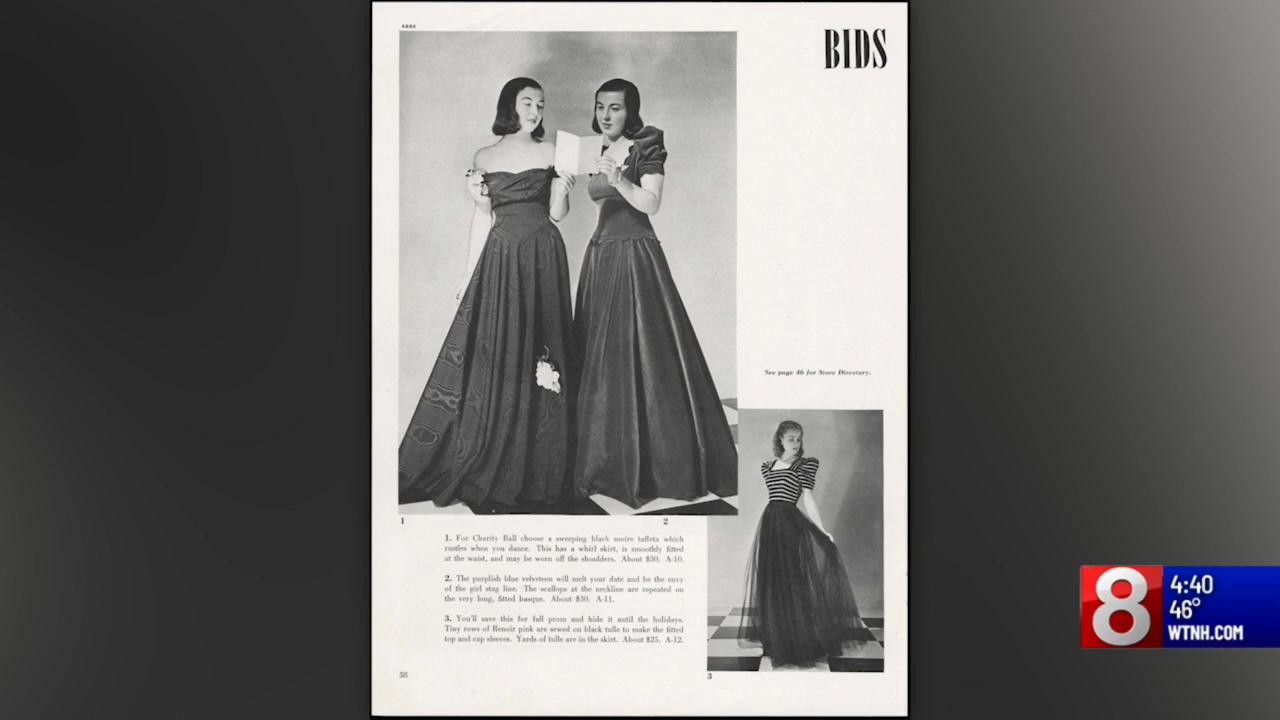 ABBE
BIDS
See page 46 for Store Directory.
1
2
1. For Charity Ball choose a sweeping black moire taffeta which
rustles when you dance. This has a whirl skirt, is smoothly fitted
at the waist, and may be worn off the shoulders. About $30. A-10.
2. The purplish blue velveteen will melt your date and be the envy
of the girl stag line. The scallops at the neckline are repeated on
the very long, fitted basque. About $30. A-11.
3. You'll save this for fall prom and hide it until the holidays.
Tiny rows of Renoir pink are sewed on black tulle to make the fitted
top and cap sleeves. Yards of tulle are in the skirt. About $25. A-12.
38
3
8
4:40
46°
WTNH.COM